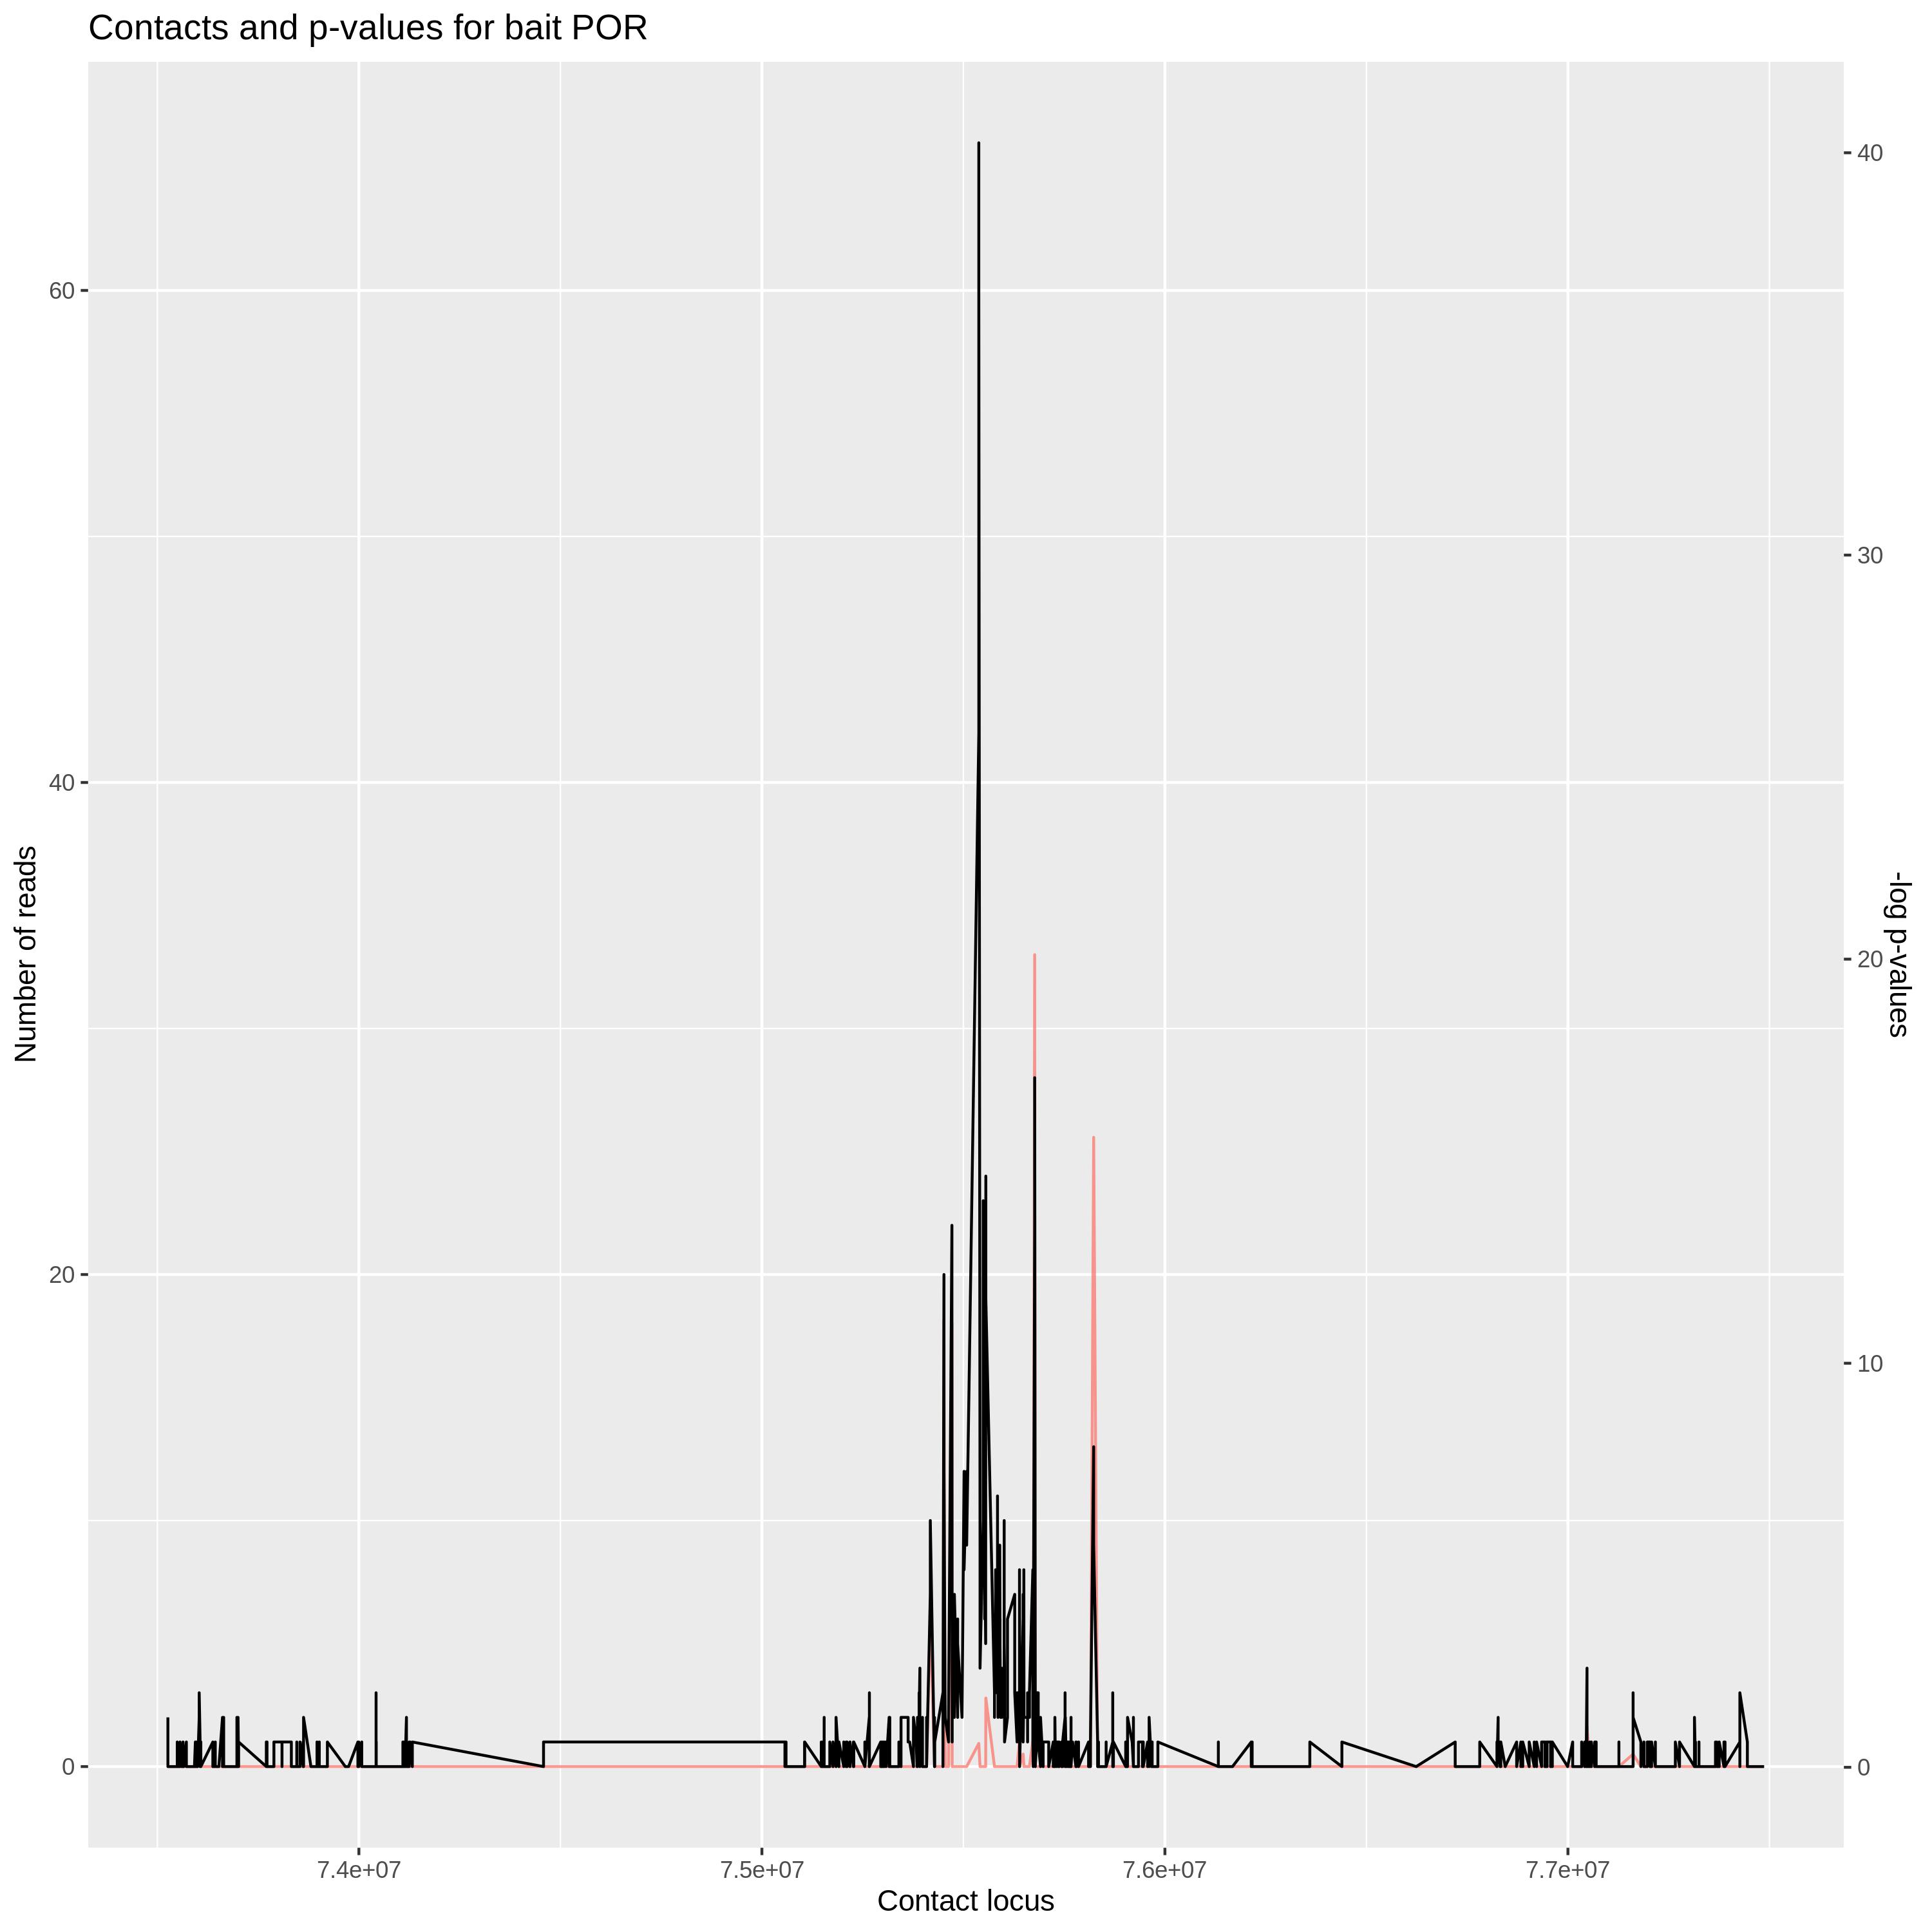 Contacts and p-values for bait POR
60
40
20
0
Number of reads
40
30
20
10
0
-log p-values
7.4e+07
7.5e+07
7.6e+07
7.7e+07
Contact locus